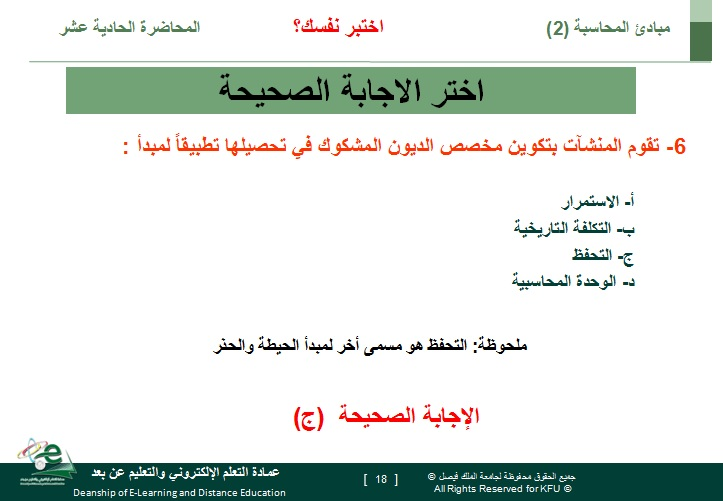 مبادئ المحاسبة (2)
اختبر نفسك؟
المحاضرة الحادية عشر
اختر الاجابة الصحيحة
6- تقوم المنشآت بتكوين مخصص الديون المشكوك في تحصيلها تطبيقاً لمبدأ :
أ- الاستمرار
ب- التكلفة التاريخية
ج- التحفظ
د- الوحدة المحاسبية
ملحوظة: التحفظ هو مسمى أخر لمبدأ الحيطة والحذر
الإجابة الصحيحة (ج)
جميع الحقوق محفوظة لجامعة الملك فيصل ©
All Rights Reserved for KFU ©
[ 18 ]
عمادة التعلم الإلكتروني والتعليم عن بعد
Deanship of E-Learning and Distance Education